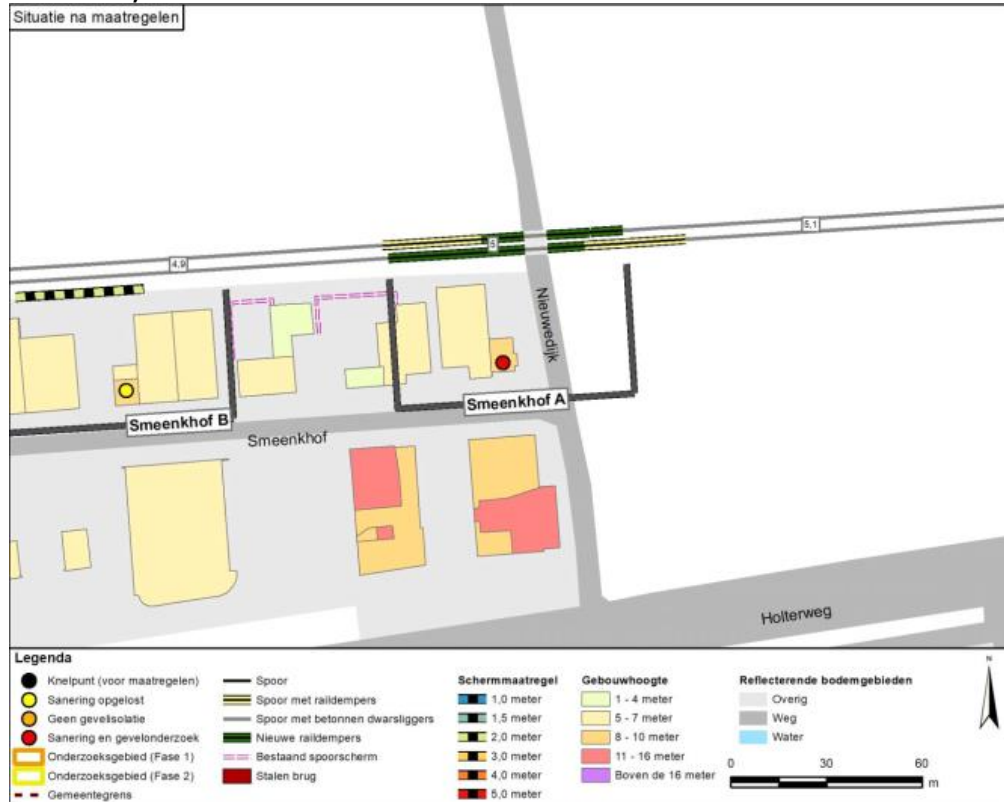 Situatie na maatregelen
4,9
5
5,1
Nieuwedijk
Smeenkhof B
Smeenkhof A
Smeenkhof
Holterweg
Legenda
Knelpunt (voor maatregelen)
Sanering opgelost
Geen gevelisolatie
Sanering en gevelonderzoek
Onderzoeksgebied (Fase 1)
Onderzoeksgebied (Fase 2)
Gemeentegrens
Spoor
Spoor met raildempers
Spoor met betonnen dwarsliggers
Nieuwe raildempers
Bestaand spoorscherm
Stalen brug
Schermmaatregel
1,0 meter
1,5 meter
2,0 meter
3,0 meter
4,0 meter
5,0 meter
Gebouwhoogte
1 - 4 meter
5 - 7 meter
8 - 10 meter
11 - 16 meter
Boven de 16 meter
Reflecterende bodemgebieden
Overig
Weg
Water
N
0 30 60
m